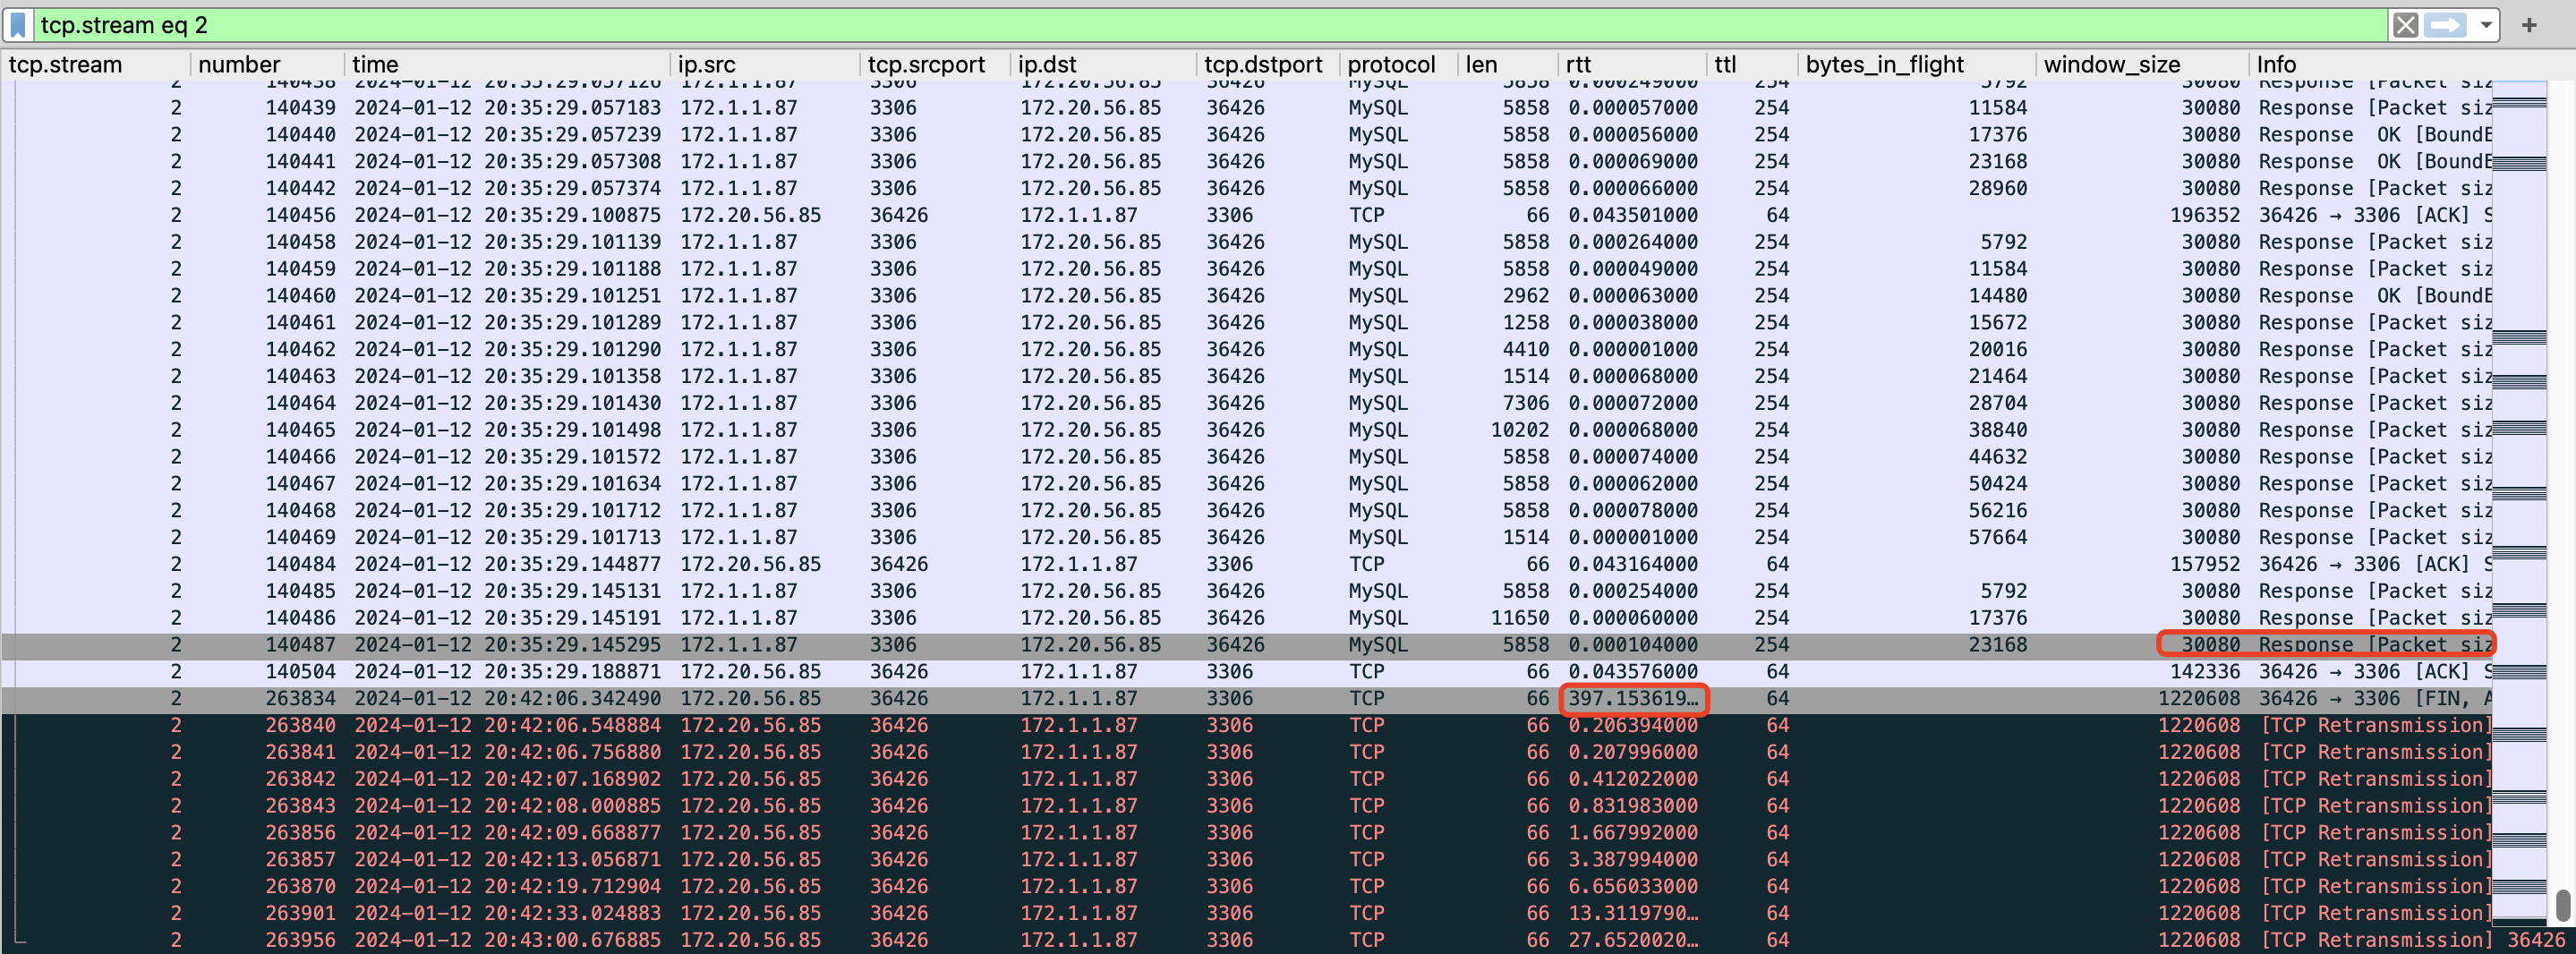 tcp.stream eq 2
tcp.stream number time ip.src tcp.srcport ip.dst tcp.dstport protocol len rtt ttl bytes_in_flight window_size Info
2 140438 2024-01-12 20:35:29.057126 172.1.1.87 3306 172.20.56.85 36426 MySQL 5858 0.000249000 254 5792 30080 Response [Packet siz
2 140439 2024-01-12 20:35:29.057183 172.1.1.87 3306 172.20.56.85 36426 MySQL 5858 0.000057000 254 11584 30080 Response [Packet siz
2 140440 2024-01-12 20:35:29.057239 172.1.1.87 3306 172.20.56.85 36426 MySQL 5858 0.000056000 254 17376 30080 Response OK [BoundE
2 140441 2024-01-12 20:35:29.057308 172.1.1.87 3306 172.20.56.85 36426 MySQL 5858 0.000069000 254 23168 30080 Response OK [BoundE
2 140442 2024-01-12 20:35:29.057374 172.1.1.87 3306 172.20.56.85 36426 MySQL 5858 0.000066000 254 28960 30080 Response [Packet siz
2 140456 2024-01-12 20:35:29.100875 172.20.56.85 36426 172.1.1.87 3306 TCP 66 0.043501000 64 196352 36426 → 3306 [ACK] S
2 140458 2024-01-12 20:35:29.101139 172.1.1.87 3306 172.20.56.85 36426 MySQL 5858 0.000264000 254 5792 30080 Response [Packet siz
2 140459 2024-01-12 20:35:29.101188 172.1.1.87 3306 172.20.56.85 36426 MySQL 5858 0.000049000 254 11584 30080 Response [Packet siz
2 140460 2024-01-12 20:35:29.101251 172.1.1.87 3306 172.20.56.85 36426 MySQL 2962 0.000063000 254 14480 30080 Response OK [BoundE
2 140461 2024-01-12 20:35:29.101289 172.1.1.87 3306 172.20.56.85 36426 MySQL 1258 0.000038000 254 15672 30080 Response [Packet siz
2 140462 2024-01-12 20:35:29.101290 172.1.1.87 3306 172.20.56.85 36426 MySQL 4410 0.000001000 254 20016 30080 Response [Packet siz
2 140463 2024-01-12 20:35:29.101358 172.1.1.87 3306 172.20.56.85 36426 MySQL 1514 0.000068000 254 21464 30080 Response [Packet siz
2 140464 2024-01-12 20:35:29.101430 172.1.1.87 3306 172.20.56.85 36426 MySQL 7306 0.000072000 254 28704 30080 Response [Packet siz
2 140465 2024-01-12 20:35:29.101498 172.1.1.87 3306 172.20.56.85 36426 MySQL 10202 0.000068000 254 38840 30080 Response [Packet siz
2 140466 2024-01-12 20:35:29.101572 172.1.1.87 3306 172.20.56.85 36426 MySQL 5858 0.000074000 254 44632 30080 Response [Packet siz
2 140467 2024-01-12 20:35:29.101634 172.1.1.87 3306 172.20.56.85 36426 MySQL 5858 0.000062000 254 50424 30080 Response [Packet siz
2 140468 2024-01-12 20:35:29.101712 172.1.1.87 3306 172.20.56.85 36426 MySQL 5858 0.000078000 254 56216 30080 Response [Packet siz
2 140469 2024-01-12 20:35:29.101713 172.1.1.87 3306 172.20.56.85 36426 MySQL 1514 0.000001000 254 57664 30080 Response [Packet siz
2 140484 2024-01-12 20:35:29.144877 172.20.56.85 36426 172.1.1.87 3306 TCP 66 0.043164000 64 157952 36426 → 3306 [ACK] S
2 140485 2024-01-12 20:35:29.145131 172.1.1.87 3306 172.20.56.85 36426 MySQL 5858 0.000254000 254 5792 30080 Response [Packet siz
2 140486 2024-01-12 20:35:29.145191 172.1.1.87 3306 172.20.56.85 36426 MySQL 11650 0.000060000 254 17376 30080 Response [Packet siz
2 140487 2024-01-12 20:35:29.145295 172.1.1.87 3306 172.20.56.85 36426 MySQL 5858 0.000104000 254 23168 30080 Response [Packet siz
2 140504 2024-01-12 20:35:29.188871 172.20.56.85 36426 172.1.1.87 3306 TCP 66 0.043576000 64 142336 36426 → 3306 [ACK] S
2 263834 2024-01-12 20:42:06.342490 172.20.56.85 36426 172.1.1.87 3306 TCP 66 397.153619… 64 1220608 36426 → 3306 [FIN, A
2 263840 2024-01-12 20:42:06.548884 172.20.56.85 36426 172.1.1.87 3306 TCP 66 0.206394000 64 1220608 [TCP Retransmission]
2 263841 2024-01-12 20:42:06.756880 172.20.56.85 36426 172.1.1.87 3306 TCP 66 0.207996000 64 1220608 [TCP Retransmission]
2 263842 2024-01-12 20:42:07.168902 172.20.56.85 36426 172.1.1.87 3306 TCP 66 0.412022000 64 1220608 [TCP Retransmission]
2 263843 2024-01-12 20:42:08.000885 172.20.56.85 36426 172.1.1.87 3306 TCP 66 0.831983000 64 1220608 [TCP Retransmission]
2 263856 2024-01-12 20:42:09.668877 172.20.56.85 36426 172.1.1.87 3306 TCP 66 1.667992000 64 1220608 [TCP Retransmission]
2 263857 2024-01-12 20:42:13.056871 172.20.56.85 36426 172.1.1.87 3306 TCP 66 3.387994000 64 1220608 [TCP Retransmission]
2 263870 2024-01-12 20:42:19.712904 172.20.56.85 36426 172.1.1.87 3306 TCP 66 6.656033000 64 1220608 [TCP Retransmission]
2 263901 2024-01-12 20:42:33.024883 172.20.56.85 36426 172.1.1.87 3306 TCP 66 13.3119790… 64 1220608 [TCP Retransmission]
2 263956 2024-01-12 20:43:00.676885 172.20.56.85 36426 172.1.1.87 3306 TCP 66 27.6520020… 64 1220608 [TCP Retransmission] 36426